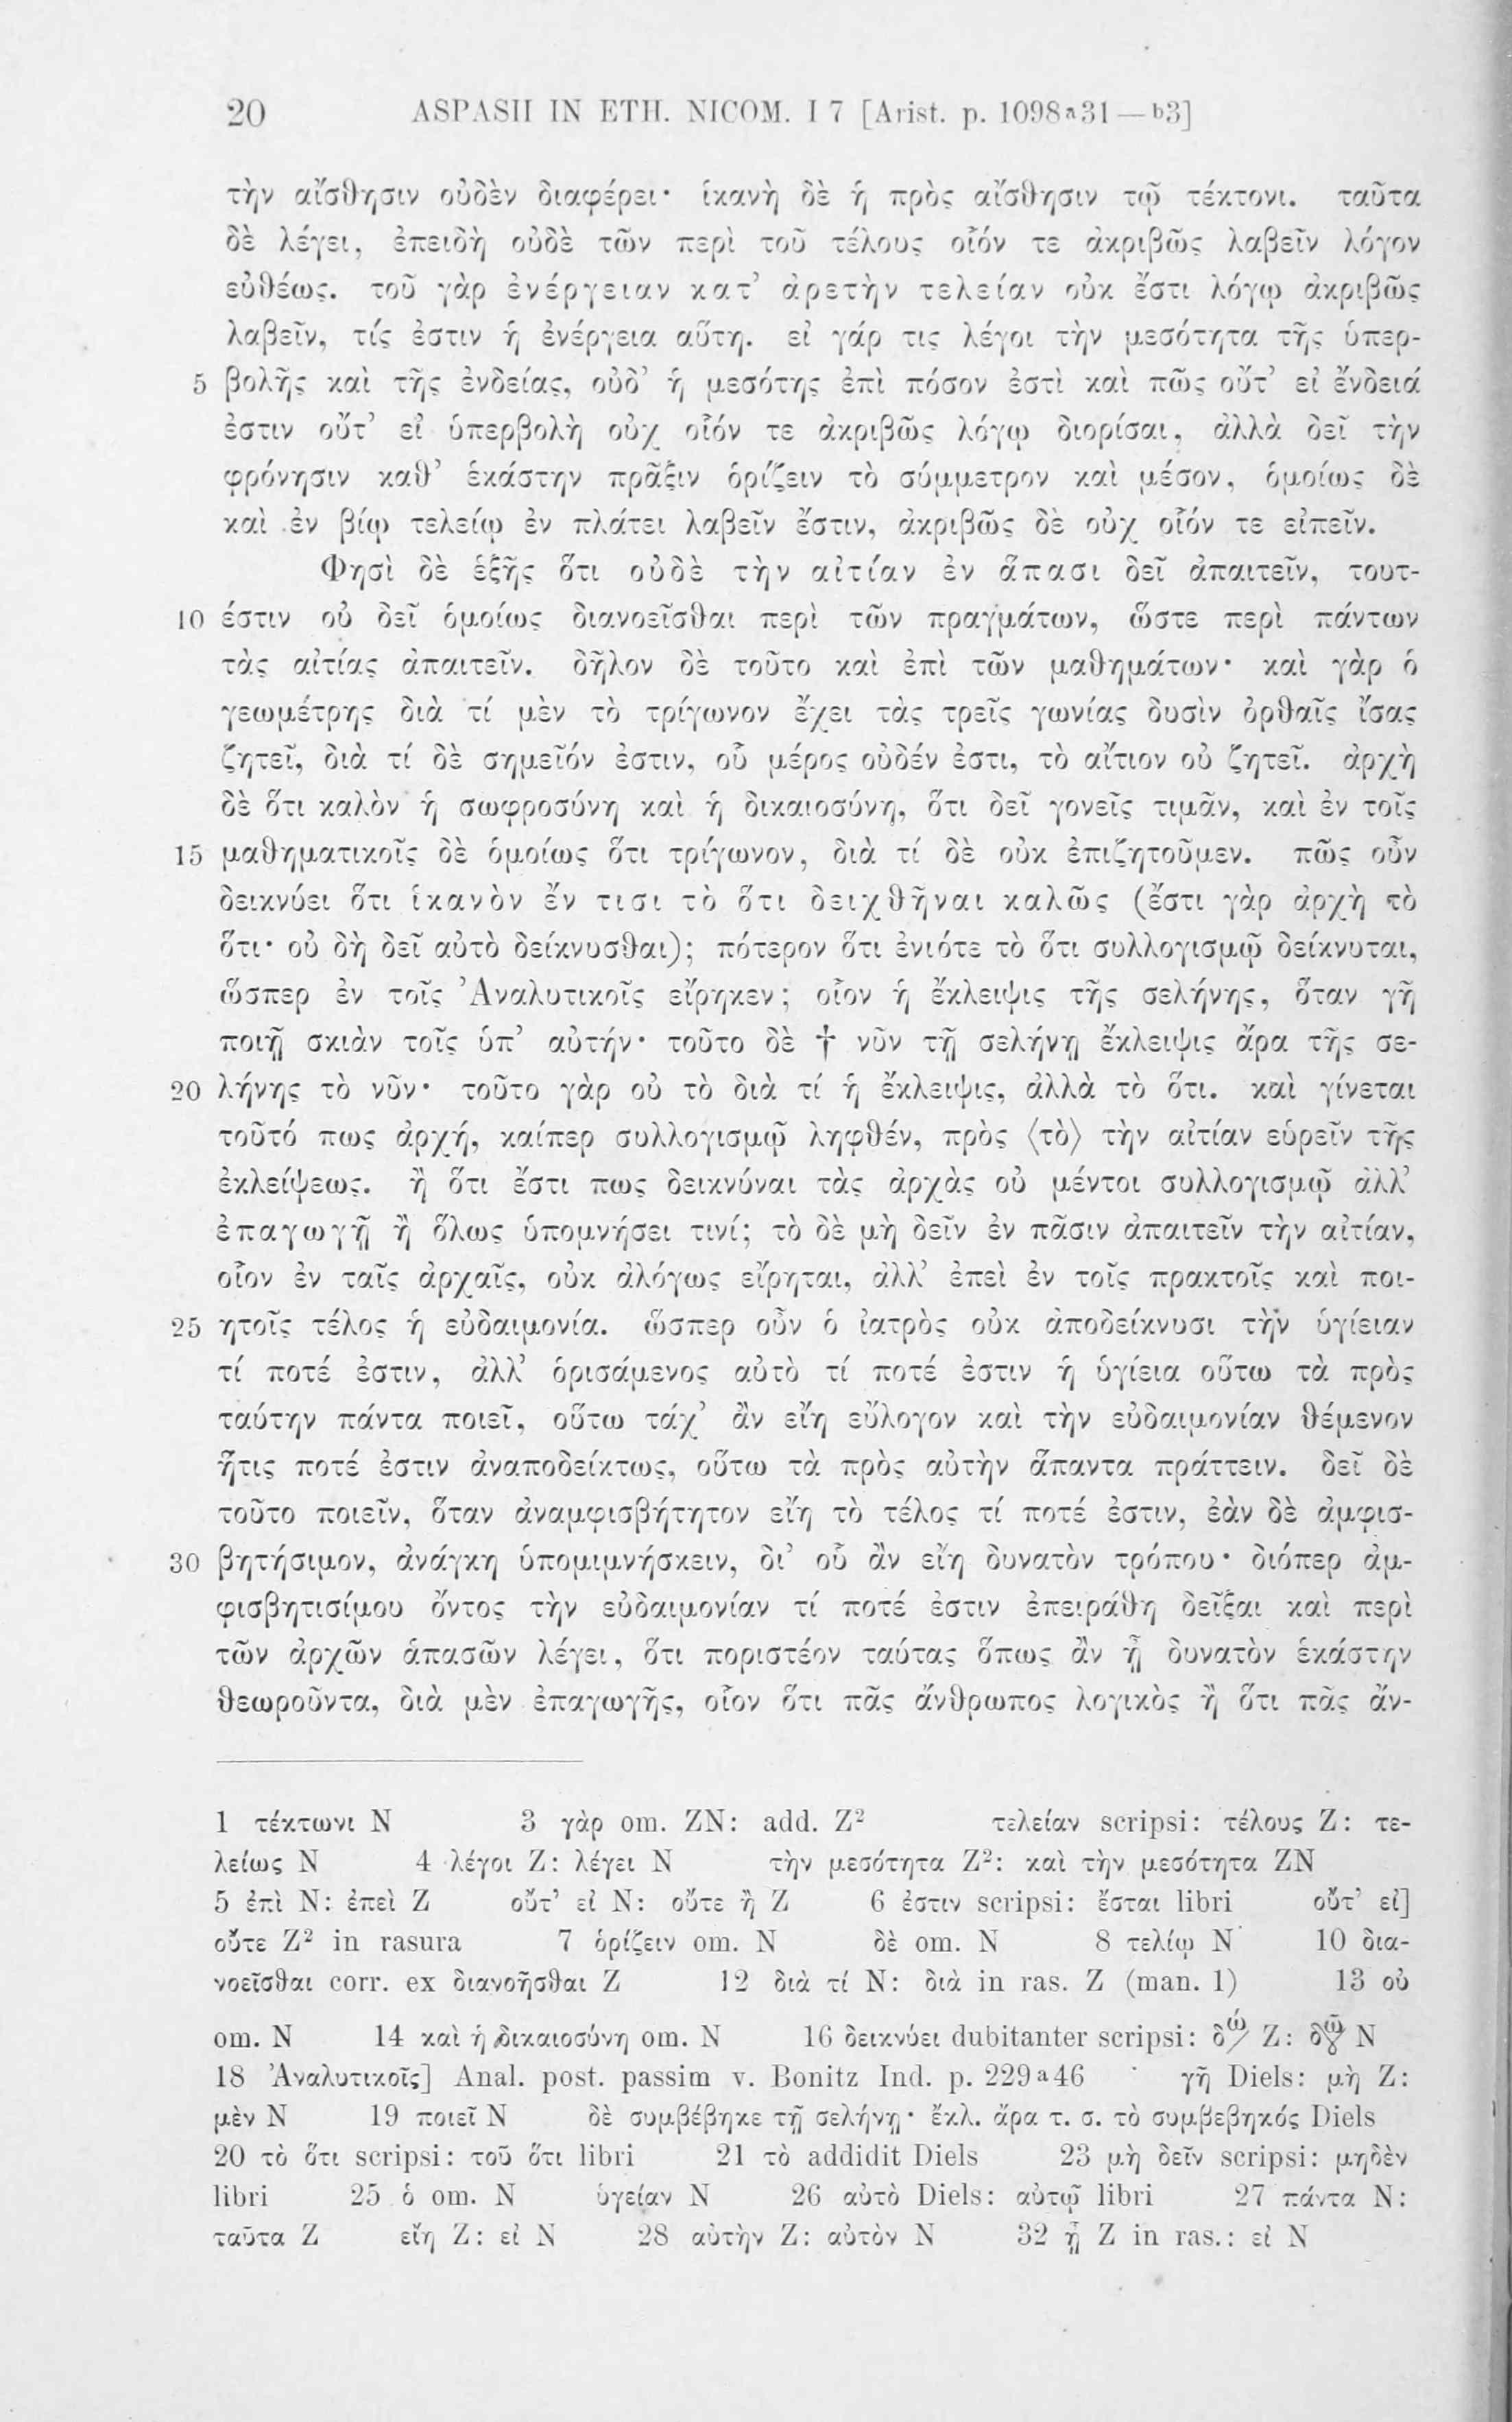 20 ASPASII IN ETH. NICOM. I 7 [Arist. p. 1098ᵃ31 — ᵇ3]
τὴν αἴσθησιν οὐδὲν διαφέρει· ἱκανὴ δὲ ἡ πρὸς αἴσθησιν τῷ τέκτονι. ταῦτα
δὲ λέγει, ἐπειδὴ οὐδὲ τῶν περὶ τοῦ τέλους οἷόν τε ἀκριβῶς λαβεῖν λόγον
εὐθέως. τοῦ γὰρ ἐνέργειαν κατ’ ἀρετὴν τελείαν οὐκ ἔστι λόγῳ ἀκριβῶς
λαβεῖν, τίς ἐστιν ἡ ἐνέργεια αὕτη. εἰ γάρ τις λέγοι τὴν μεσότητα τῆς ὑπερ-
5 βολῆς καὶ τῆς ἐνδείας, οὐδ’ ἡ μεσότης ἐπὶ πόσον ἐστὶ καὶ πῶς οὔτ’ εἰ ἔνδειά
ἐστιν οὔτ’ εἰ ὑπερβολὴ οὐχ οἷόν τε ἀκριβῶς λόγῳ διορίσαι, ἀλλὰ δεῖ τὴν
φρόνησιν καθ’ ἑκάστην πρᾶξιν ὁρίζειν τὸ σύμμετρον καὶ μέσον, ὁμοίως δὲ
καὶ ἐν βίῳ τελείῳ ἐν πλάτει λαβεῖν ἔστιν, ἀκριβῶς δὲ οὐχ οἷόν τε εἰπεῖν.
Φησὶ δὲ ἑξῆς ὅτι οὐδὲ τὴν αἰτίαν ἐν ἅπασι δεῖ ἀπαιτεῖν, τουτ-
10 έστιν οὐ δεῖ ὁμοίως διανοεῖσθαι περὶ τῶν πραγμάτων, ὥστε περὶ πάντων
τὰς αἰτίας ἀπαιτεῖν. δῆλον δὲ τοῦτο καὶ ἐπὶ τῶν μαθημάτων· καὶ γὰρ ὁ
γεωμέτρης διὰ τί μὲν τὸ τρίγωνον ἔχει τὰς τρεῖς γωνίας δυσὶν ὀρθαῖς ἴσας
ζητεῖ, διὰ τί δὲ σημεῖόν ἐστιν, οὗ μέρος οὐδέν ἐστι, τὸ αἴτιον οὐ ζητεῖ. ἀρχὴ
δὲ ὅτι καλὸν ἡ σωφροσύνη καὶ ἡ δικαιοσύνη, ὅτι δεῖ γονεῖς τιμᾶν, καὶ ἐν τοῖς
15 μαθηματικοῖς δὲ ὁμοίως ὅτι τρίγωνον, διὰ τί δὲ οὐκ ἐπιζητοῦμεν. πῶς οὖν
δεικνύει ὅτι ἱκανὸν ἔν τισι τὸ ὅτι δειχθῆναι καλῶς (ἔστι γὰρ ἀρχὴ τὸ
ὅτι· οὐ δὴ δεῖ αὐτὸ δείκνυσθαι); πότερον ὅτι ἐνιότε τὸ ὅτι συλλογισμῷ δείκνυται,
ὥσπερ ἐν τοῖς Ἀναλυτικοῖς εἴρηκεν; οἷον ἡ ἔκλειψις τῆς σελήνης, ὅταν γῆ
ποιῇ σκιὰν τοῖς ὑπ’ αὐτήν· τοῦτο δὲ † νῦν τῇ σελήνῃ ἔκλειψις ἄρα τῆς σε-
20 λήνης τὸ νῦν· τοῦτο γὰρ οὐ τὸ διὰ τί ἡ ἔκλειψις, ἀλλὰ τὸ ὅτι. καὶ γίνεται
τοῦτό πως ἀρχή, καίπερ συλλογισμῷ ληφθέν, πρὸς ⟨τὸ⟩ τὴν αἰτίαν εὑρεῖν τῆς
ἐκλείψεως. ἢ ὅτι ἔστι πως δεικνύναι τὰς ἀρχὰς οὐ μέντοι συλλογισμῷ ἀλλ’
ἐπαγωγῇ ἢ ὅλως ὑπομνήσει τινί; τὸ δὲ μὴ δεῖν ἐν πᾶσιν ἀπαιτεῖν τὴν αἰτίαν,
οἷον ἐν ταῖς ἀρχαῖς, οὐκ ἀλόγως εἴρηται, ἀλλ’ ἐπεὶ ἐν τοῖς πρακτοῖς καὶ ποι-
25 ητοῖς τέλος ἡ εὐδαιμονία. ὥσπερ οὖν ὁ ἰατρὸς οὐκ ἀποδείκνυσι τὴν ὑγίειαν
τί ποτέ ἐστιν, ἀλλ’ ὁρισάμενος αὐτὸ τί ποτέ ἐστιν ἡ ὑγίεια οὕτω τὰ πρὸς
ταύτην πάντα ποιεῖ, οὕτω τάχ’ ἂν εἴη εὔλογον καὶ τὴν εὐδαιμονίαν θέμενον
ἥτις ποτέ ἐστιν ἀναποδείκτως, οὕτω τὰ πρὸς αὐτὴν ἅπαντα πράττειν. δεῖ δὲ
τοῦτο ποιεῖν, ὅταν ἀναμφισβήτητον εἴη τὸ τέλος τί ποτέ ἐστιν, ἐὰν δὲ ἀμφισ-
30 βητήσιμον, ἀνάγκη ὑπομιμνήσκειν, δι’ οὗ ἂν εἴη δυνατὸν τρόπου· διόπερ ἀμ-
φισβητισίμου ὄντος τὴν εὐδαιμονίαν τί ποτέ ἐστιν ἐπειράθη δεῖξαι καὶ περὶ
τῶν ἀρχῶν ἁπασῶν λέγει, ὅτι ποριστέον ταύτας ὅπως ἂν ᾖ δυνατὸν ἑκάστην
θεωροῦντα, διὰ μὲν ἐπαγωγῆς, οἷον ὅτι πᾶς ἄνθρωπος λογικὸς ἢ ὅτι πᾶς ἄν-
1 τέκτωνι N 3 γὰρ om. ZN: add. Z² τελείαν scripsi: τέλους Z: τε-
λείως N 4 λέγοι Z: λέγει N τὴν μεσότητα Z²: καὶ τὴν μεσότητα ZN
5 ἐπὶ N: ἐπεὶ Z οὔτ’ εἰ N: οὔτε ἢ Z 6 ἐστιν scripsi: ἔσται libri οὔτ’ εἰ]
οὔτε Z² in rasura 7 ὁρίζειν om. N δὲ om. N 8 τελίῳ N 10 δια-
νοεῖσθαι corr. ex διανοῆσθαι Z 12 διὰ τί N: διὰ in ras. Z (man. 1) 13 οὐ
om. N 14 καὶ ἡ δικαιοσύνη om. N 16 δεικνύει dubitanter scripsi: Z: N
18 Ἀναλυτικοῖς] Anal. post. passim v. Bonitz Ind. p. 229ᵃ46 γῆ Diels: μὴ Z:
μὲν N 19 ποιεῖ N δὲ συμβέβηκε τῇ σελήνῃ· ἔκλ. ἄρα τ. σ. τὸ συμβεβηκός Diels
20 τὸ ὅτι scripsi: τοῦ ὅτι libri 21 τὸ addidit Diels 23 μὴ δεῖν scripsi: μηδὲν
libri 25 ὁ om. N ὑγείαν N 26 αὐτὸ Diels: αὐτῷ libri 27 πάντα N:
ταῦτα Z εἴη Z: εἰ N 28 αὐτὴν Z: αὐτὸν N 32 ᾖ Z in ras.: εἰ N